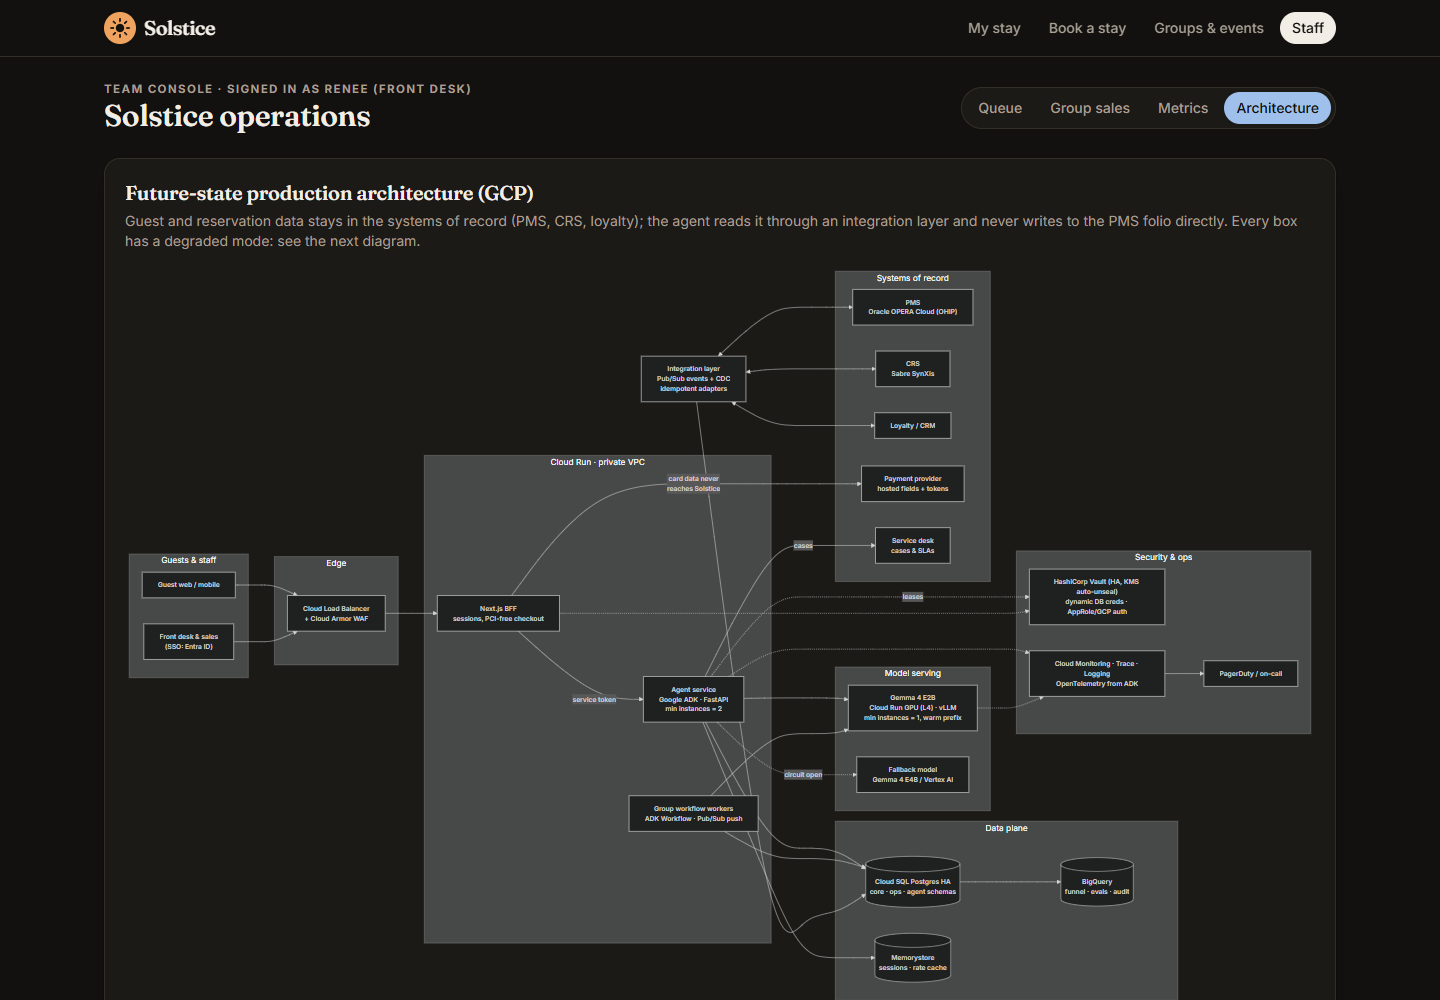 Solstice
My stay
Book a stay
Groups & events
Staff
TEAM CONSOLE · SIGNED IN AS RENEE (FRONT DESK)
Solstice operations
Queue
Group sales
Metrics
Architecture
Future-state production architecture (GCP)
Guest and reservation data stays in the systems of record (PMS, CRS, loyalty); the agent reads it through an integration layer and never writes to the PMS folio directly. Every box
has a degraded mode: see the next diagram.
Systems of record
PMS
Oracle OPERA Cloud (OHIP)
CRS
Sabre SynXis
Loyalty / CRM
Payment provider
hosted fields + tokens
Service desk
cases & SLAs
Integration layer
Pub/Sub events + CDC
idempotent adapters
Cloud Run · private VPC
card data never
reaches Solstice
cases
leases
Guests & staff
Guest web / mobile
Front desk & sales
(SSO: Entra ID)
Edge
Cloud Load Balancer
+ Cloud Armor WAF
Next.js BFF
sessions, PCI-free checkout
service token
Agent service
Google ADK · FastAPI
min instances = 2
Group workflow workers
ADK Workflow · Pub/Sub push
circuit open
Security & ops
HashiCorp Vault (HA, KMS
auto-unseal)
dynamic DB creds ·
AppRole/GCP auth
Cloud Monitoring · Trace ·
Logging
OpenTelemetry from ADK
PagerDuty / on-call
Model serving
Gemma 4 E2B
Cloud Run GPU (L4) · vLLM
min instances = 1, warm prefix
Fallback model
Gemma 4 E4B / Vertex AI
Data plane
Cloud SQL Postgres HA
core · ops · agent schemas
BigQuery
funnel · evals · audit
Memorystore
sessions · rate cache